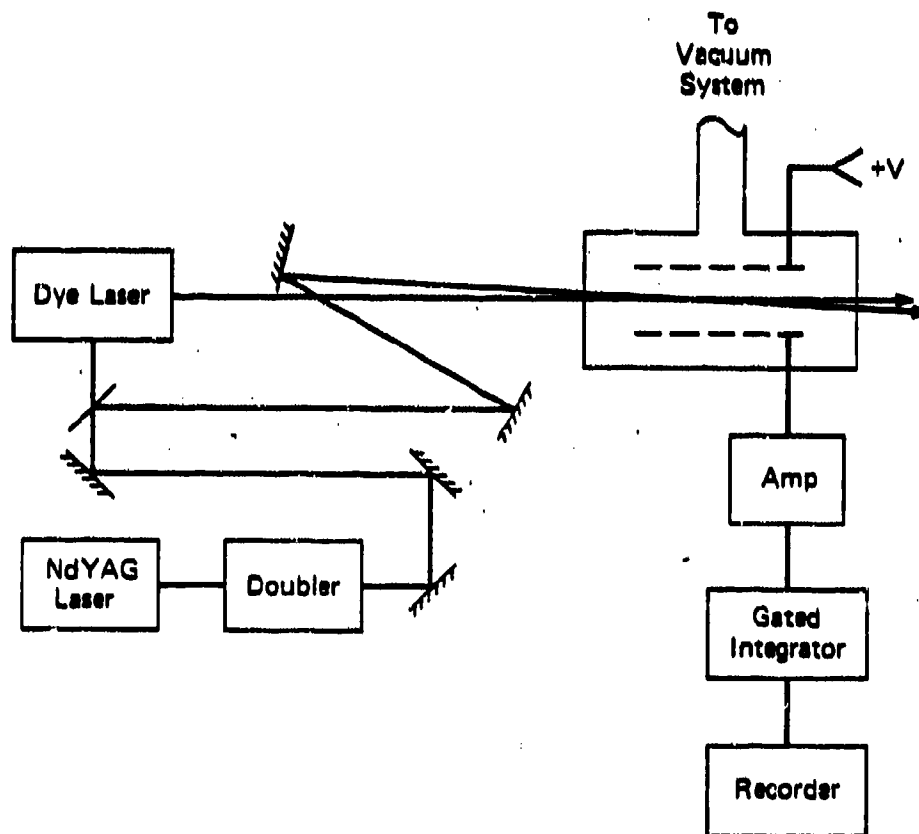 To
Vacuum
System
+V
Dye Laser
Amp
NdYAG
Laser
Doubler
Gated
Integrator
Recorder